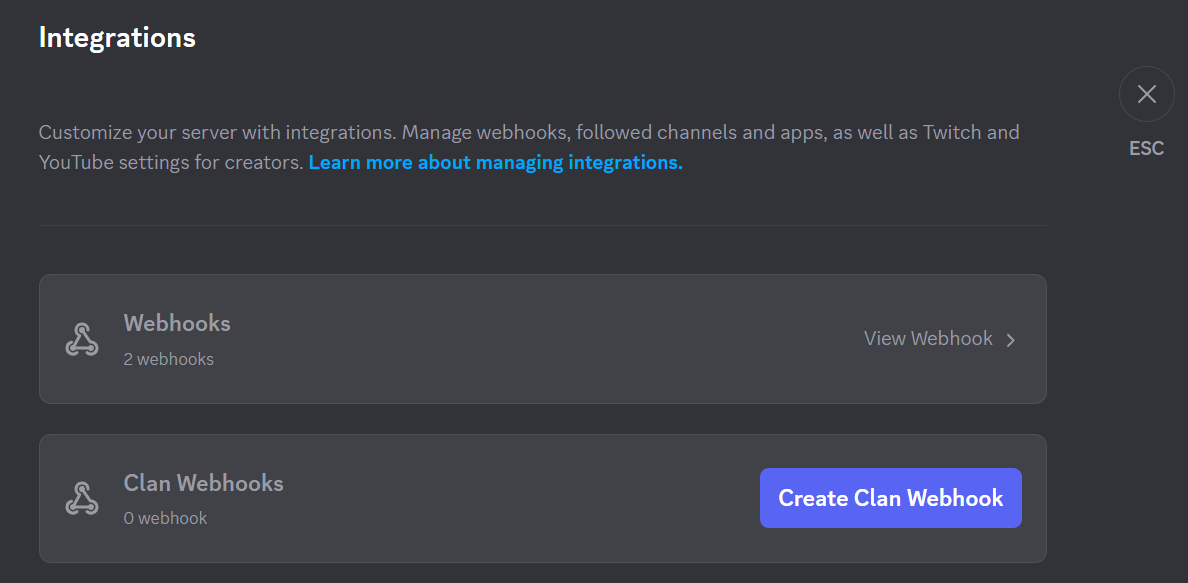 Integrations
Customize your server with integrations. Manage webhooks, followed channels and apps, as well as Twitch and
YouTube settings for creators. Learn more about managing integrations.
ESC
Webhooks
2 webhooks
View Webhook
Clan Webhooks
0 webhook
Create Clan Webhook